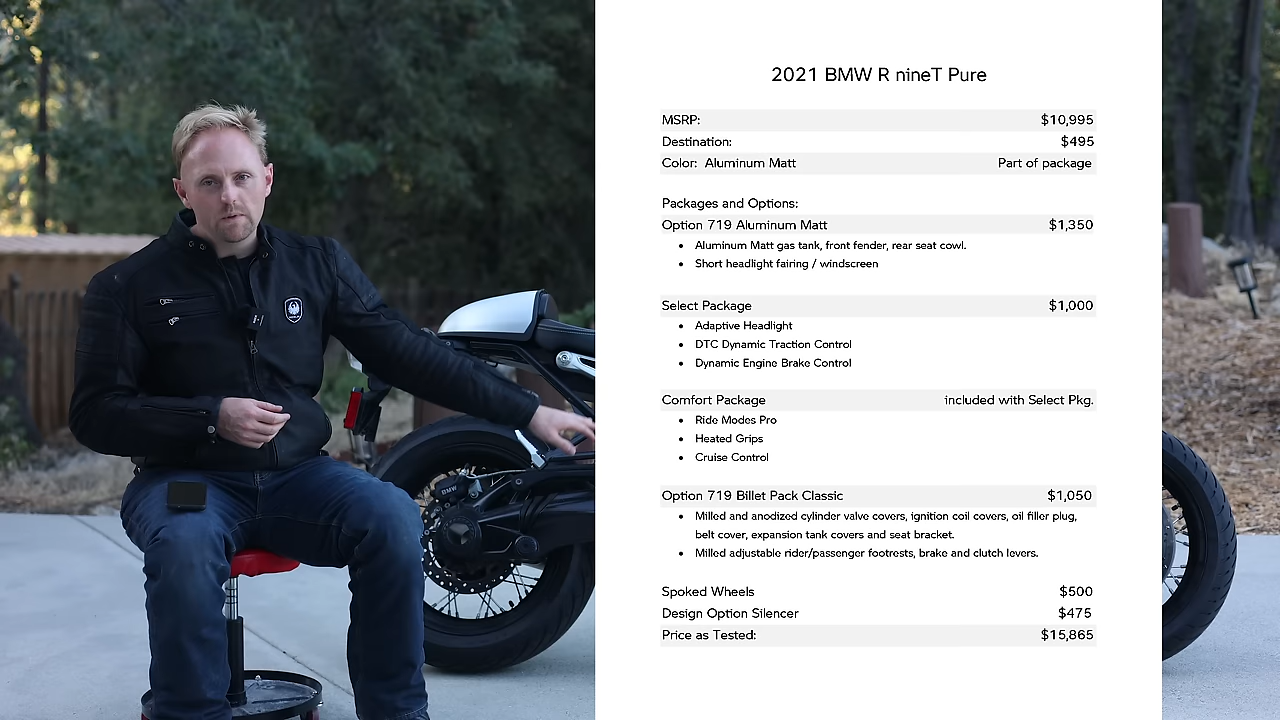 2021 BMW R nineT Pure
MSRP: $10,995
Destination: $495
Color: Aluminum Matt Part of package
Packages and Options:
Option 719 Aluminum Matt $1,350
• Aluminum Matt gas tank, front fender, rear seat cowl.
• Short headlight fairing / windscreen
Select Package $1,000
• Adaptive Headlight
• DTC Dynamic Traction Control
• Dynamic Engine Brake Control
Comfort Package included with Select Pkg.
• Ride Modes Pro
• Heated Grips
• Cruise Control
Option 719 Billet Pack Classic $1,050
• Milled and anodized cylinder valve covers, ignition coil covers, oil filler plug,
belt cover, expansion tank covers and seat bracket.
• Milled adjustable rider/passenger footrests, brake and clutch levers.
Spoked Wheels $500
Design Option Silencer $475
Price as Tested: $15,865
BMW